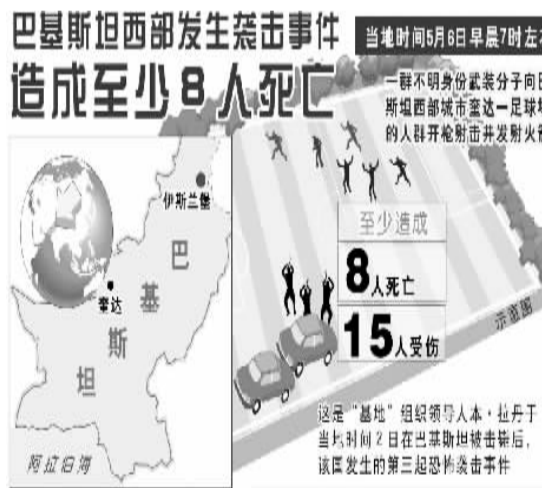 巴基斯坦西部发生袭击事件
造成至少8人死亡
当地时间5月6日早晨7时左
一群不明身份武装分子向巴
斯坦西部城市奎达一足球场
的人群开枪射击并发射火箭
伊斯兰堡
奎达
巴
基
斯
坦
阿拉伯海
至少造成
8人死亡
15人受伤
示意图
这是“基地”组织领导人本·拉丹于
当地时间2日在巴基斯坦被击毙后,
该国发生的第三起恐怖袭击事件